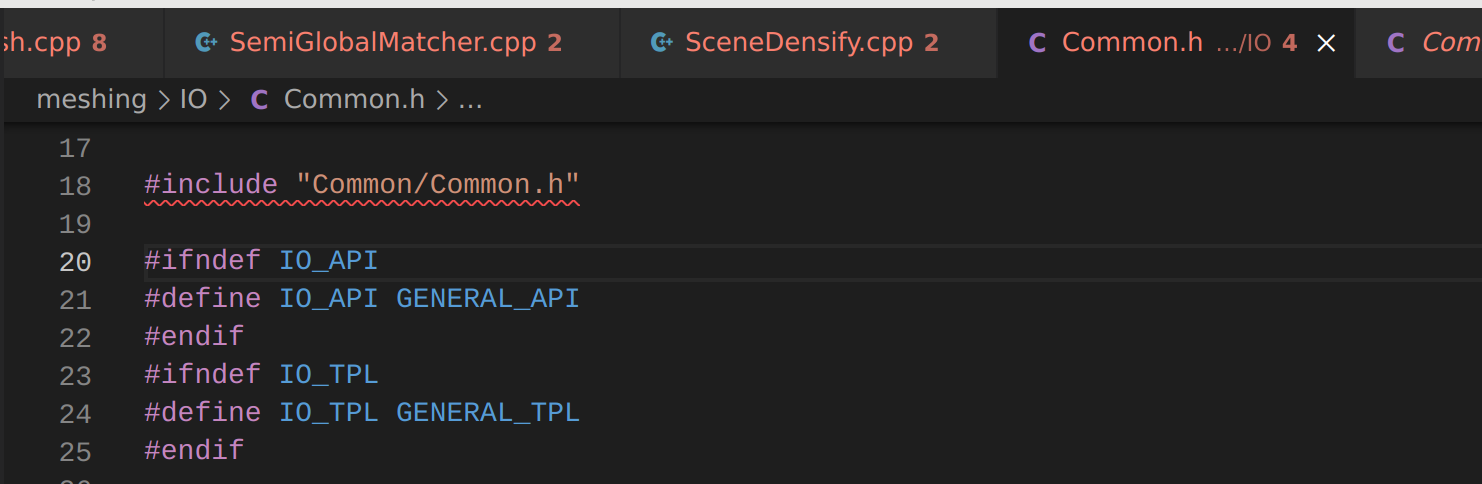 sh.cpp 8 SemiGlobalMatcher.cpp 2 SceneDensify.cpp 2 C Common.h .../IO 4 C Com
meshing > IO > C Common.h > ...
17
18 #include "Common/Common.h"
19
20 #ifndef IO_API
21 #define IO_API GENERAL_API
22 #endif
23 #ifndef IO_TPL
24 #define IO_TPL GENERAL_TPL
25 #endif